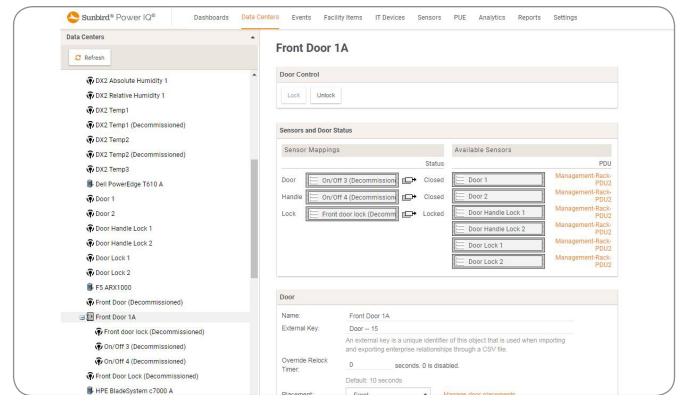 Sunbird® Power IQ®
Dashboards Data Centers Events Facility Items IT Devices Sensors PUE Analytics Reports Settings
Data Centers
Refresh
DX2 Absolute Humidity 1
DX2 Relative Humidity 1
DX2 Temp1
DX2 Temp1 (Decommissioned)
DX2 Temp2
DX2 Temp2 (Decommissioned)
DX2 Temp3
Dell PowerEdge T610 A
Door 1
Door 2
Door Handle Lock 1
Door Handle Lock 2
Door Lock 1
Door Lock 2
F5 ARX1000
Front Door (Decommissioned)
Front Door 1A
Front door lock (Decommissioned)
On/Off 3 (Decommissioned)
On/Off 4 (Decommissioned)
Front Door Lock (Decommissioned)
HPE BladeSystem c7000 A
Front Door 1A
Door Control
Lock Unlock
Sensors and Door Status
Sensor Mappings
Status
Door On/Off 3 (Decommission Closed
Handle On/Off 4 (Decommission Closed
Lock Front door lock (Decomm Locked
Available Sensors
PDU
Door 1 Management-Rack-
PDU2
Door 2 Management-Rack-
PDU2
Door Handle Lock 1 Management-Rack-
PDU2
Door Handle Lock 2 Management-Rack-
PDU2
Door Lock 1 Management-Rack-
PDU2
Door Lock 2 Management-Rack-
PDU2
Door
Name: Front Door 1A
External Key: Door -- 15
An external key is a unique identifier of this object that is used when importing
and exporting enterprise relationships through a CSV file.
Override Relock
Timer: 0 seconds. 0 is disabled.
Default: 10 seconds
Placement: Front Manage door placements